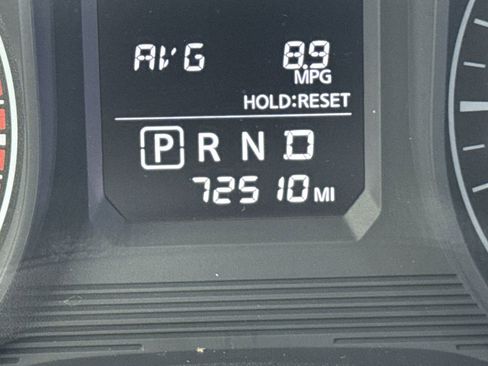 AVG 8.9
MPG
HOLD:RESET
P R N D
72510 MI